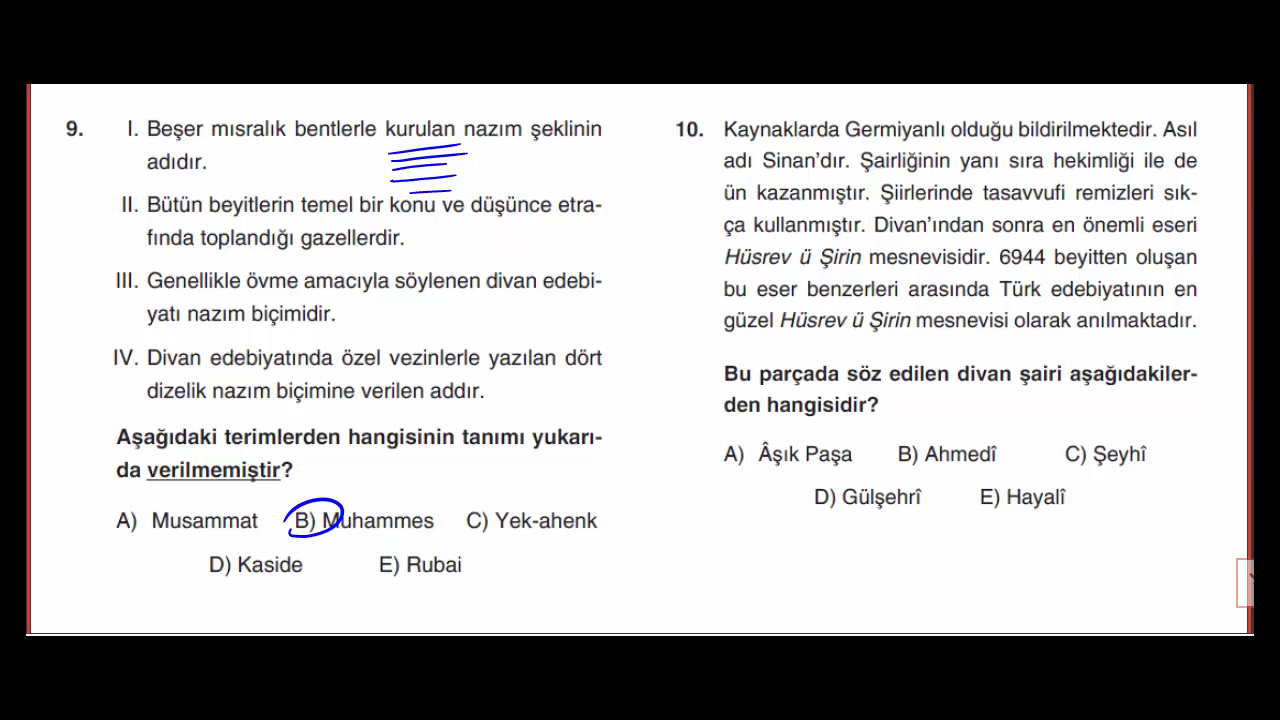 9. I. Beşer mısralık bentlerle kurulan nazım şeklinin
adıdır.
II. Bütün beyitlerin temel bir konu ve düşünce etra-
fında toplandığı gazellerdir.
III. Genellikle övme amacıyla söylenen divan edebi-
yatı nazım biçimidir.
IV. Divan edebiyatında özel vezinlerle yazılan dört
dizelik nazım biçimine verilen addır.
Aşağıdaki terimlerden hangisinin tanımı yukarı-
da verilmemiştir?
A) Musammat B) Muhammes C) Yek-ahenk
D) Kaside E) Rubai
10. Kaynaklarda Germiyanlı olduğu bildirilmektedir. Asıl
adı Sinan’dır. Şairliğinin yanı sıra hekimliği ile de
ün kazanmıştır. Şiirlerinde tasavvufi remizleri sık-
ça kullanmıştır. Divan’ından sonra en önemli eseri
Hüsrev ü Şirin mesnevisidir. 6944 beyitten oluşan
bu eser benzerleri arasında Türk edebiyatının en
güzel Hüsrev ü Şirin mesnevisi olarak anılmaktadır.
Bu parçada söz edilen divan şairi aşağıdakiler-
den hangisidir?
A) Âşık Paşa B) Ahmedî C) Şeyhî
D) Gülşehrî E) Hayalî